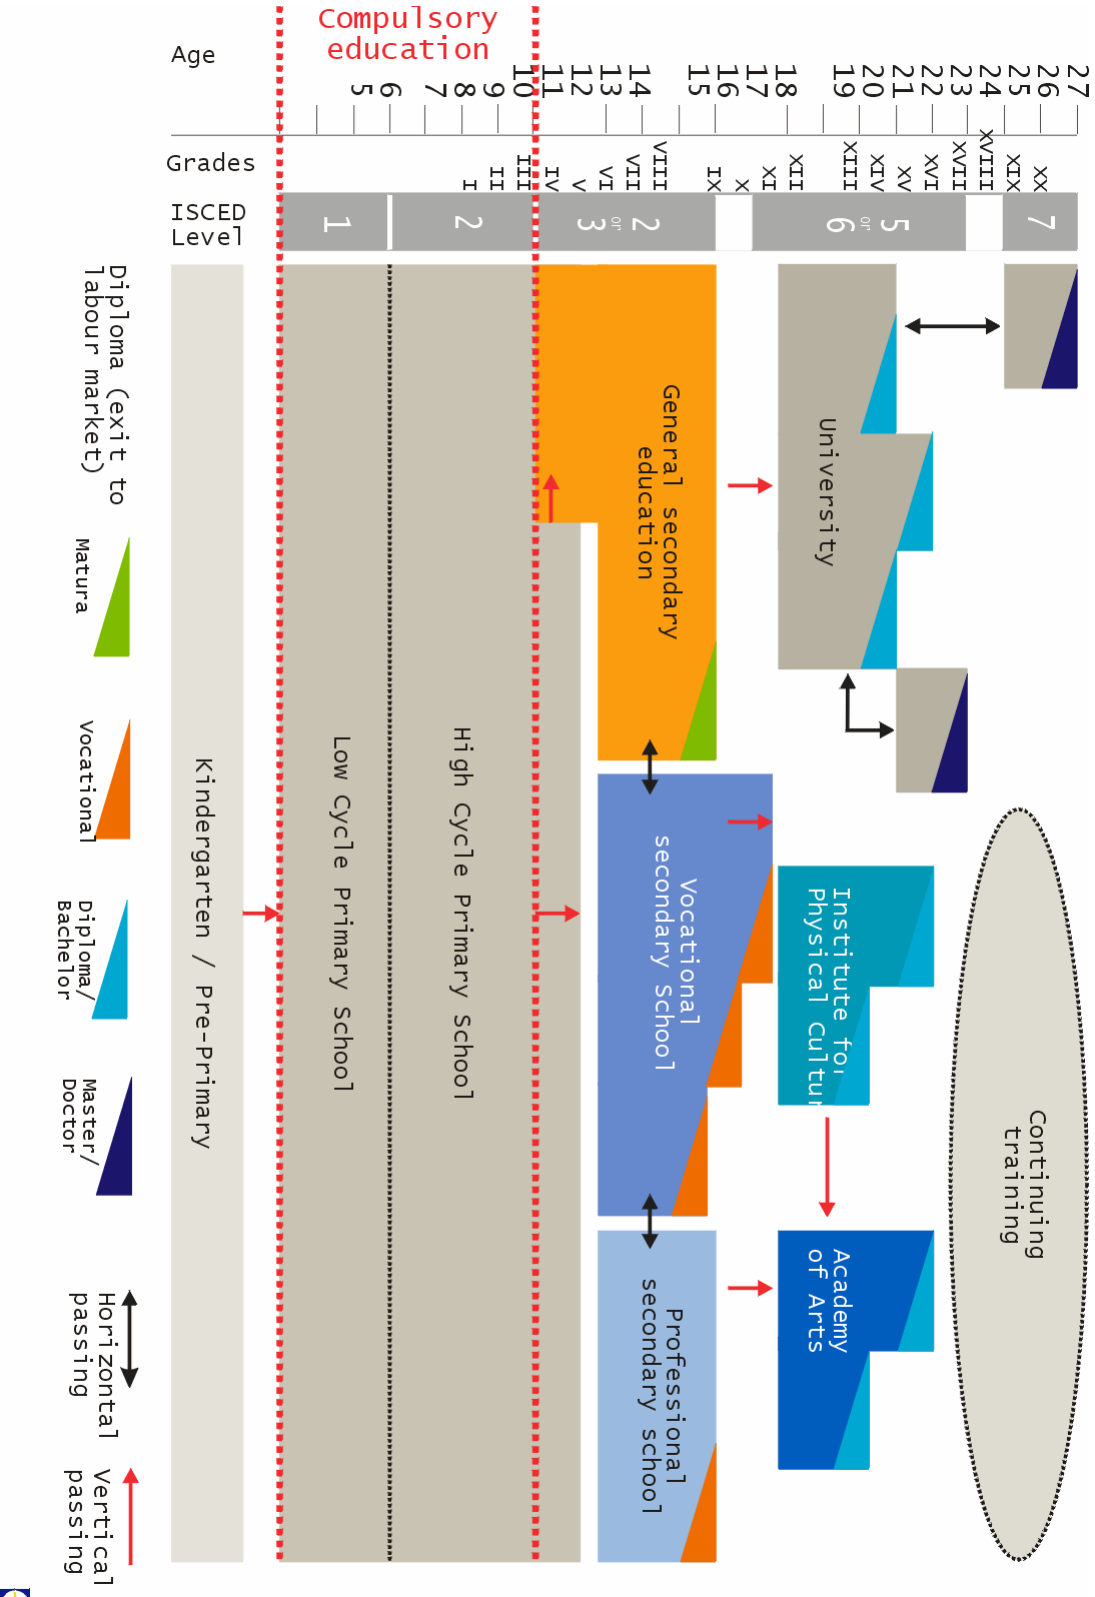 Compulsory
education
Age
5
6
7
8
9
10
11
12
13
14
15
16
17
18
19
20
21
22
23
24
25
26
27
Grades
I
II
III
IV
V
VI
VII
VIII
IX
X
XI
XII
XIII
XIV
XV
XVI
XVII
XVIII
XIX
XX
ISCED
Level
1
2
2
or
3
5
or
6
7
Kindergarten / Pre-Primary
Low Cycle Primary School
High Cycle Primary School
General secondary
education
Vocational
secondary School
Professional
secondary school
University
Institute for
Physical Cultur
Academy
of Arts
Continuing
training
Diploma (exit to
labour market)
Matura
Vocational
Diploma/
Bachelor
Master/
Doctor
Horizontal
passing
Vertical
passing